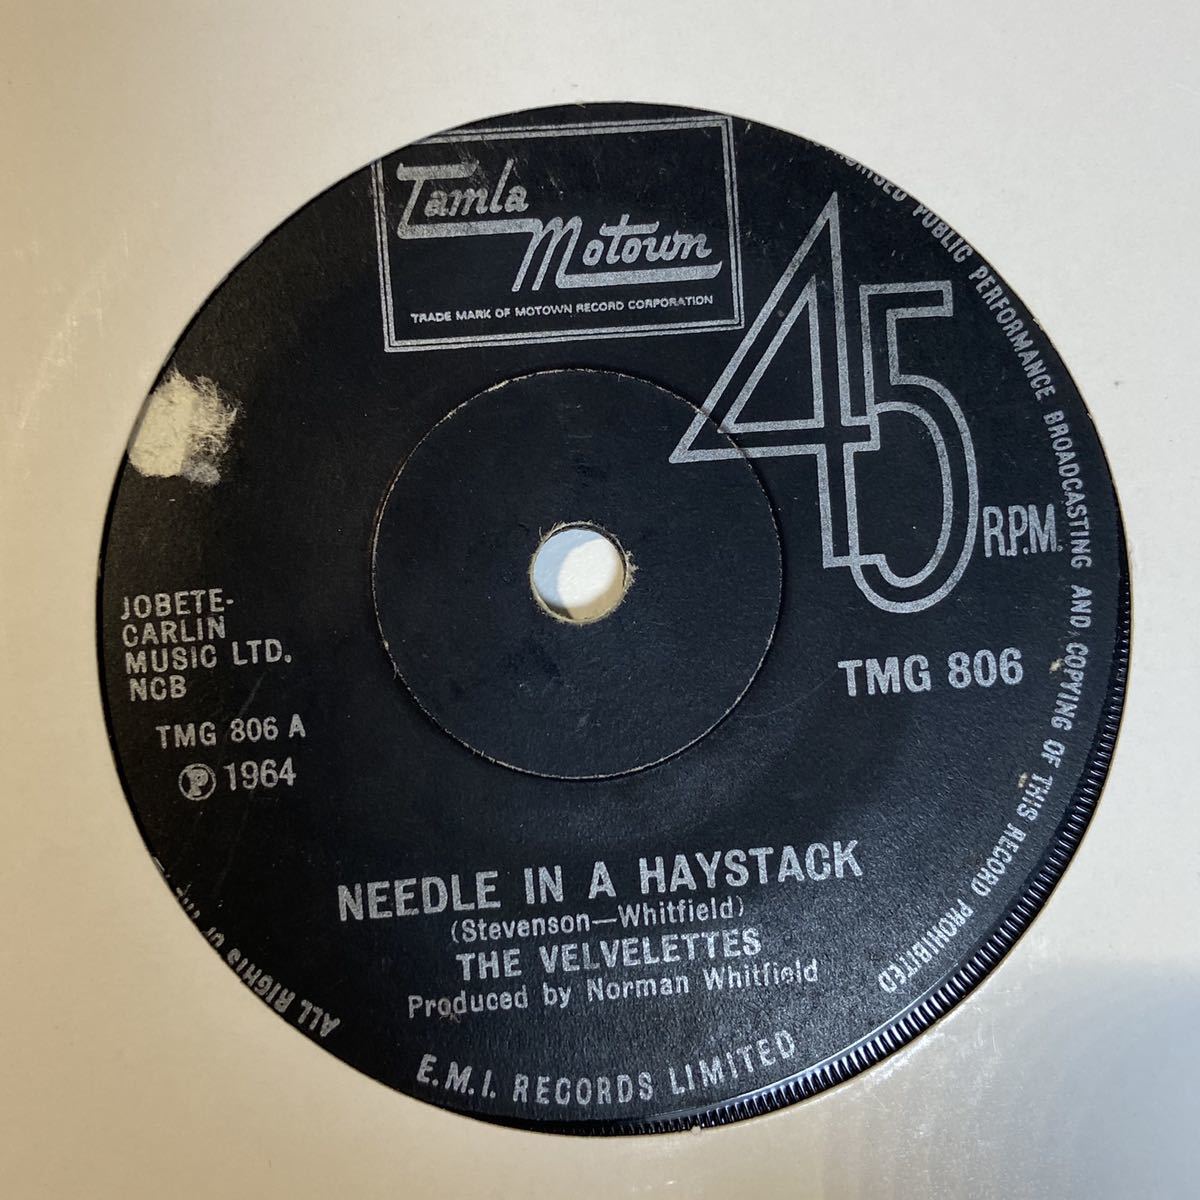 Tamla
Motown
TRADE MARK OF MOTOWN RECORD CORPORATION
45
R.P.M.
PUBLIC PERFORMANCE BROADCASTING AND COPYING OF THIS RECORD PROHIBITED
JOBETE-
CARLIN
MUSIC LTD.
NCB
TMG 806
TMG 806 A
Ⓟ 1964
NEEDLE IN A HAYSTACK
(Stevenson—Whitfield)
THE VELVELETTES
Produced by Norman Whitfield
E.M.I. RECORDS LIMITED
ALL RIGHTS OF